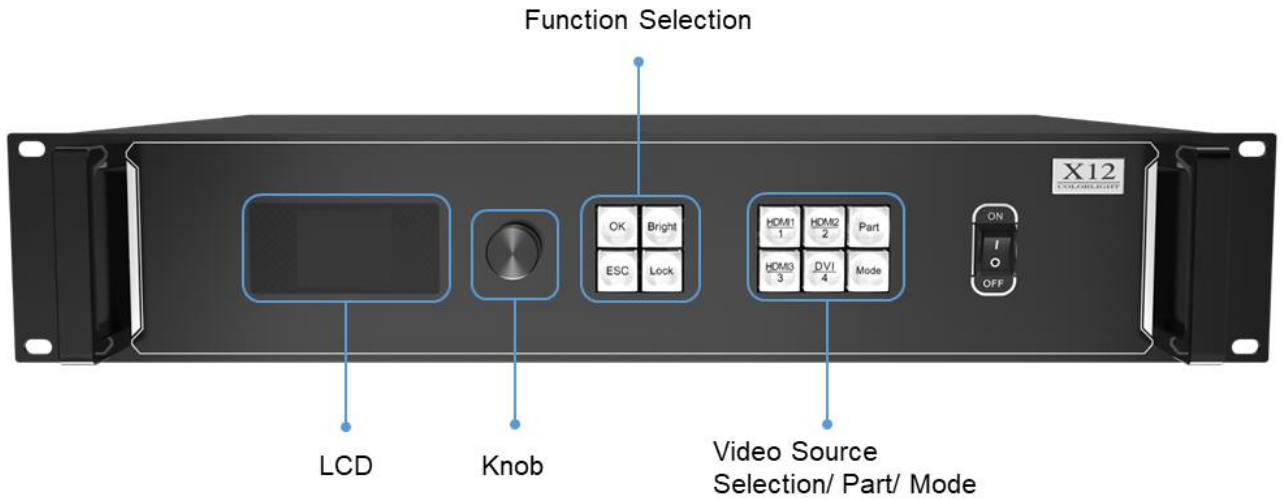 Function Selection
X12
COLORLIGHT
ON
OK
Bright
HDMI1
1
HDMI2
2
Part
ESC
Lock
HDMI3
3
DVI
4
Mode
I
O
OFF
LCD
Knob
Video Source
Selection/ Part/ Mode